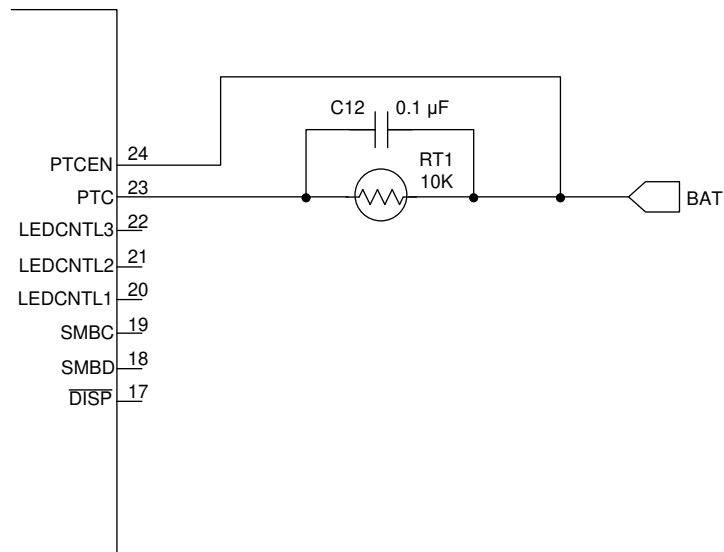 C12 0.1 µF
PTCEN 24
RT1
10K
PTC 23
BAT
LEDCNTL3 22
LEDCNTL2 21
LEDCNTL1 20
SMBC 19
SMBD 18
DISP 17